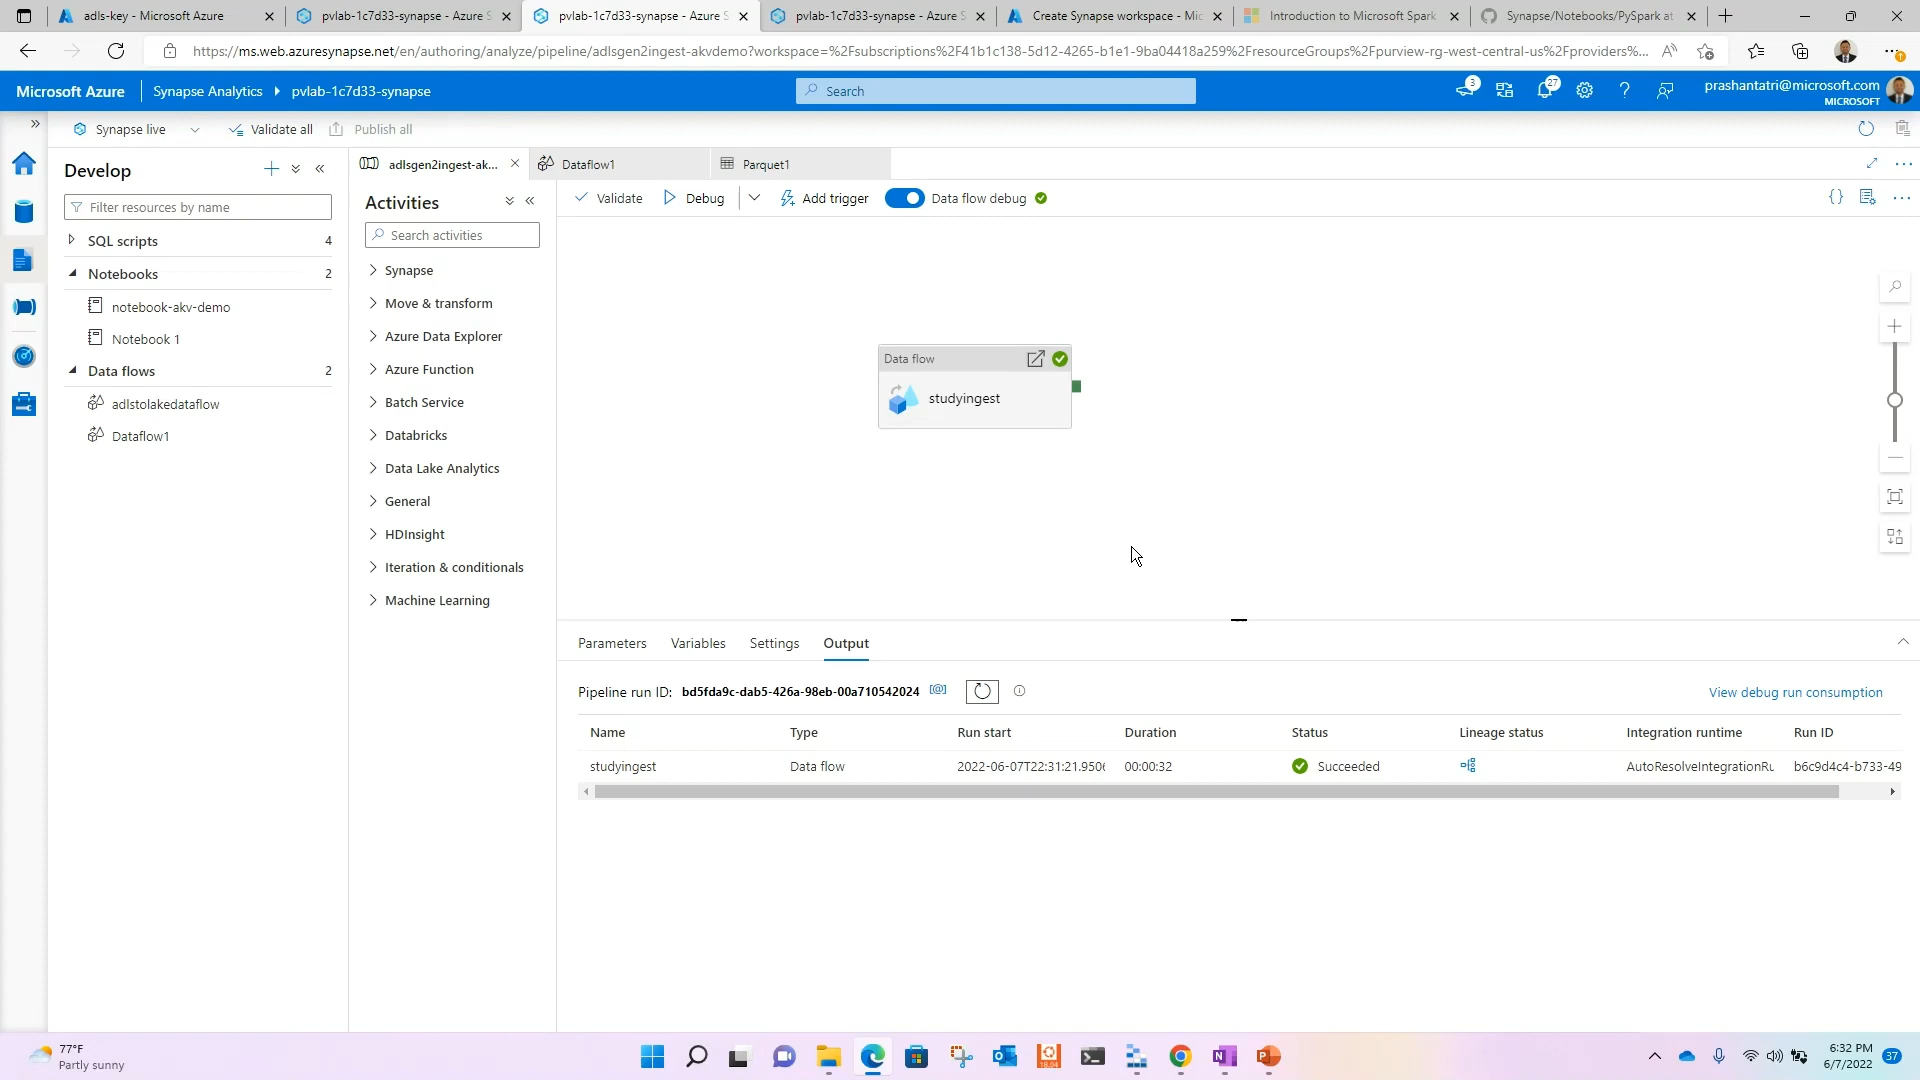 adls-key - Microsoft Azure
pvlab-1c7d33-synapse - Azure S
pvlab-1c7d33-synapse - Azure S
pvlab-1c7d33-synapse - Azure S
Create Synapse workspace - Mic
Introduction to Microsoft Spark
Synapse/Notebooks/PySpark at
https://ms.web.azuresynapse.net/en/authoring/analyze/pipeline/adlsgen2ingest-akvdemo?workspace=%2Fsubscriptions%2F41b1c138-5d12-4265-b1e1-9ba04418a259%2FresourceGroups%2Fpurview-rg-west-central-us%2Fproviders%...
Microsoft Azure
Synapse Analytics
pvlab-1c7d33-synapse
Search
3
27
prashantatri@microsoft.com
MICROSOFT
Synapse live
Validate all
Publish all
Develop
Filter resources by name
SQL scripts 4
Notebooks 2
notebook-akv-demo
Notebook 1
Data flows 2
adlstolakedataflow
Dataflow1
adlsgen2ingest-ak...
Dataflow1
Parquet1
Activities
Search activities
Synapse
Move & transform
Azure Data Explorer
Azure Function
Batch Service
Databricks
Data Lake Analytics
General
HDInsight
Iteration & conditionals
Machine Learning
Validate
Debug
Add trigger
Data flow debug
Data flow
studyingest
Parameters
Variables
Settings
Output
Pipeline run ID: bd5fda9c-dab5-426a-98eb-00a710542024
View debug run consumption
Name Type Run start Duration Status Lineage status Integration runtime Run ID
studyingest Data flow 2022-06-07T22:31:21.950 00:00:32 Succeeded AutoResolveIntegrationRu b6c9d4c4-b733-49
77°F
Partly sunny
18.04
6:32 PM
6/7/2022
37